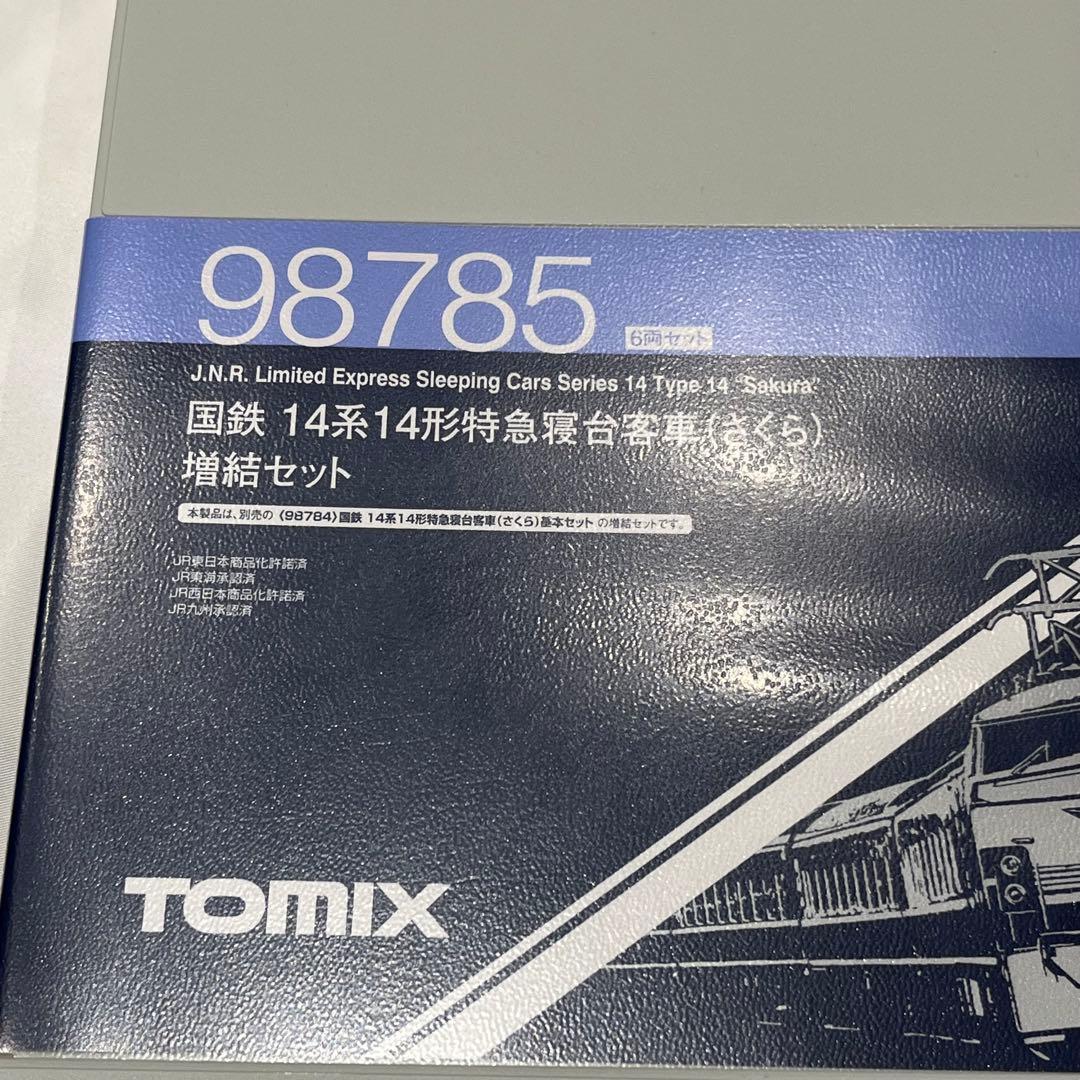 98785 6両セット
J.N.R. Limited Express Sleeping Cars Series 14 Type 14 "Sakura"
国鉄 14系14形特急寝台客車(さくら)
増結セット
本製品は、別売の〈98784〉国鉄 14系14形特急寝台客車(さくら)基本セット の増結セットです。
JR東日本商品化許諾済
JR東海承認済
JR西日本商品化許諾済
JR九州承認済
TOMIX